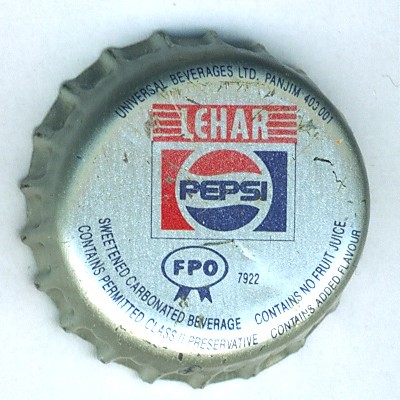 UNIVERSAL BEVERAGES LTD. PANJIM 403 001
LEHAR
PEPSI
FPO
7922
SWEETENED CARBONATED BEVERAGE CONTAINS NO FRUIT JUICE
CONTAINS PERMITTED CLASS II PRESERVATIVE CONTAINS ADDED FLAVOUR